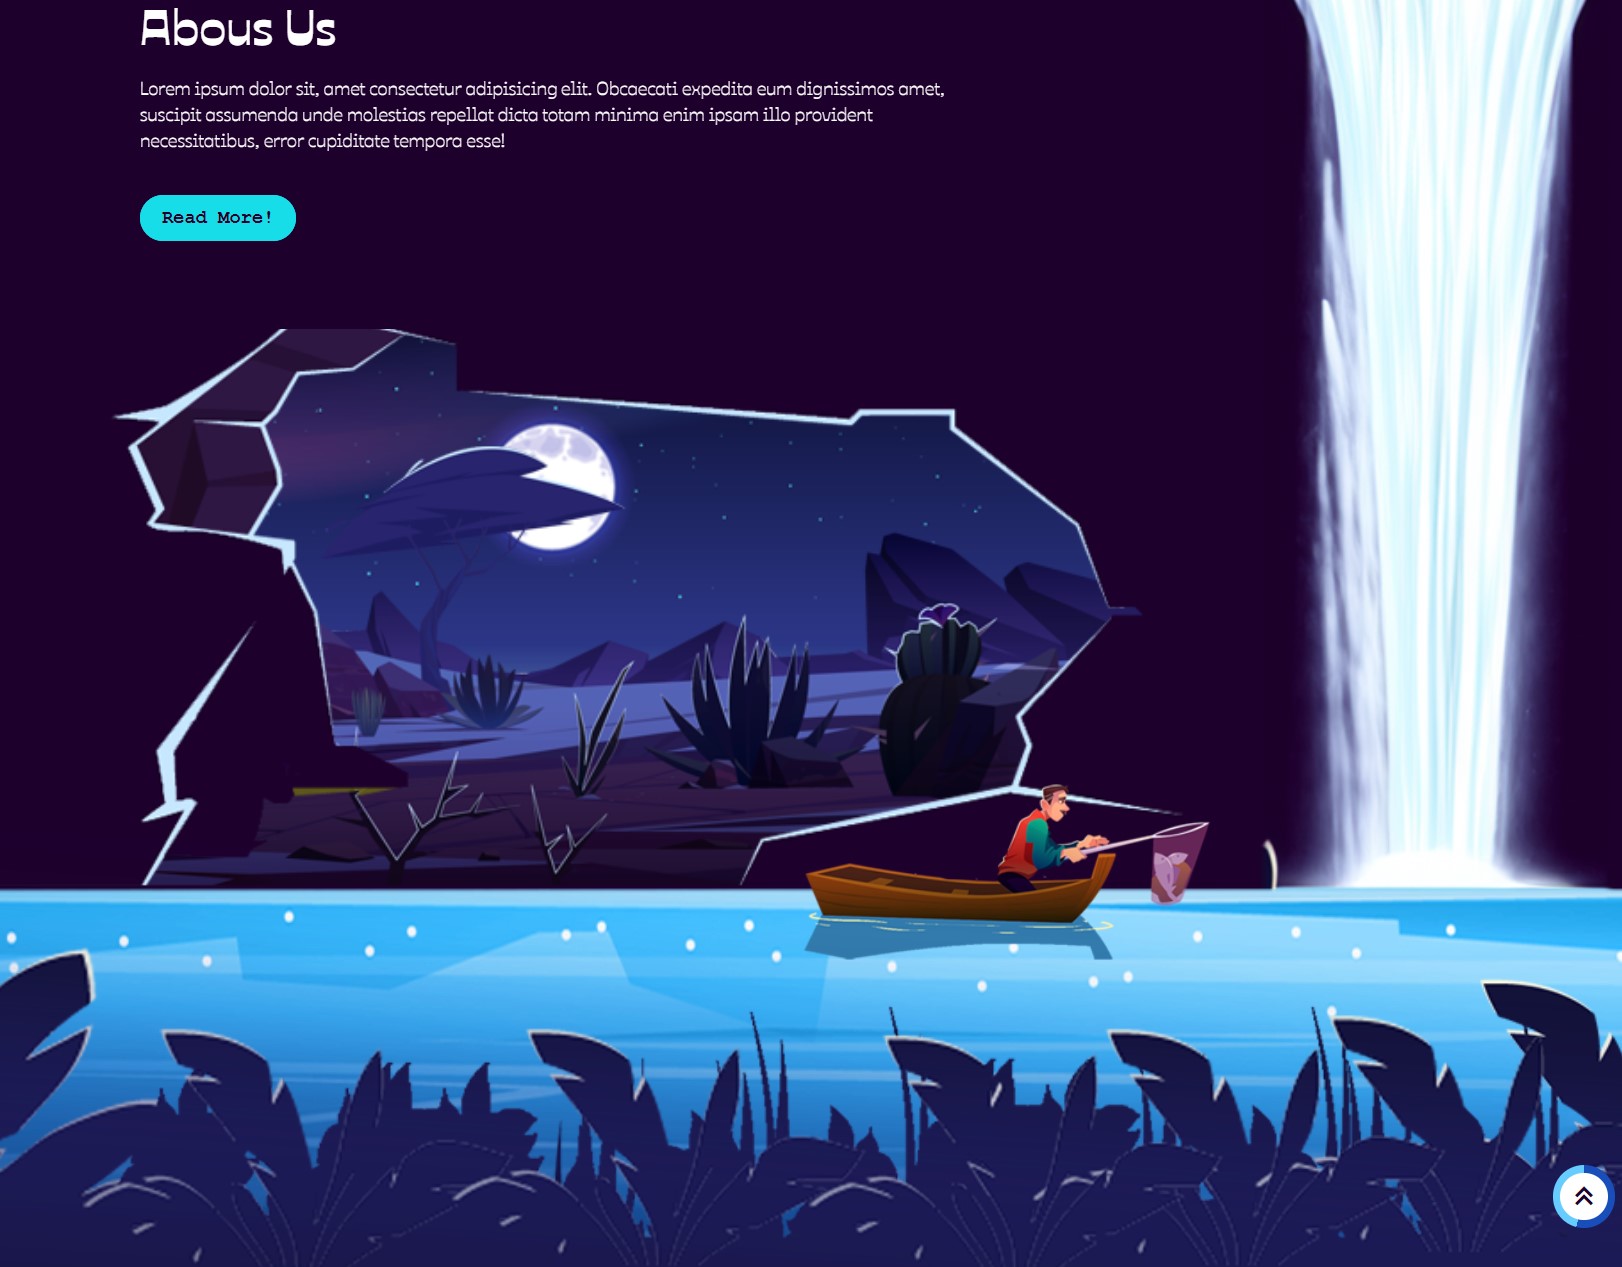 Abous Us
Lorem ipsum dolor sit, amet consectetur adipisicing elit. Obcaecati expedita eum dignissimos amet,
suscipit assumenda unde molestias repellat dicta totam minima enim ipsam illo provident
necessitatibus, error cupiditate tempora esse!
Read More!